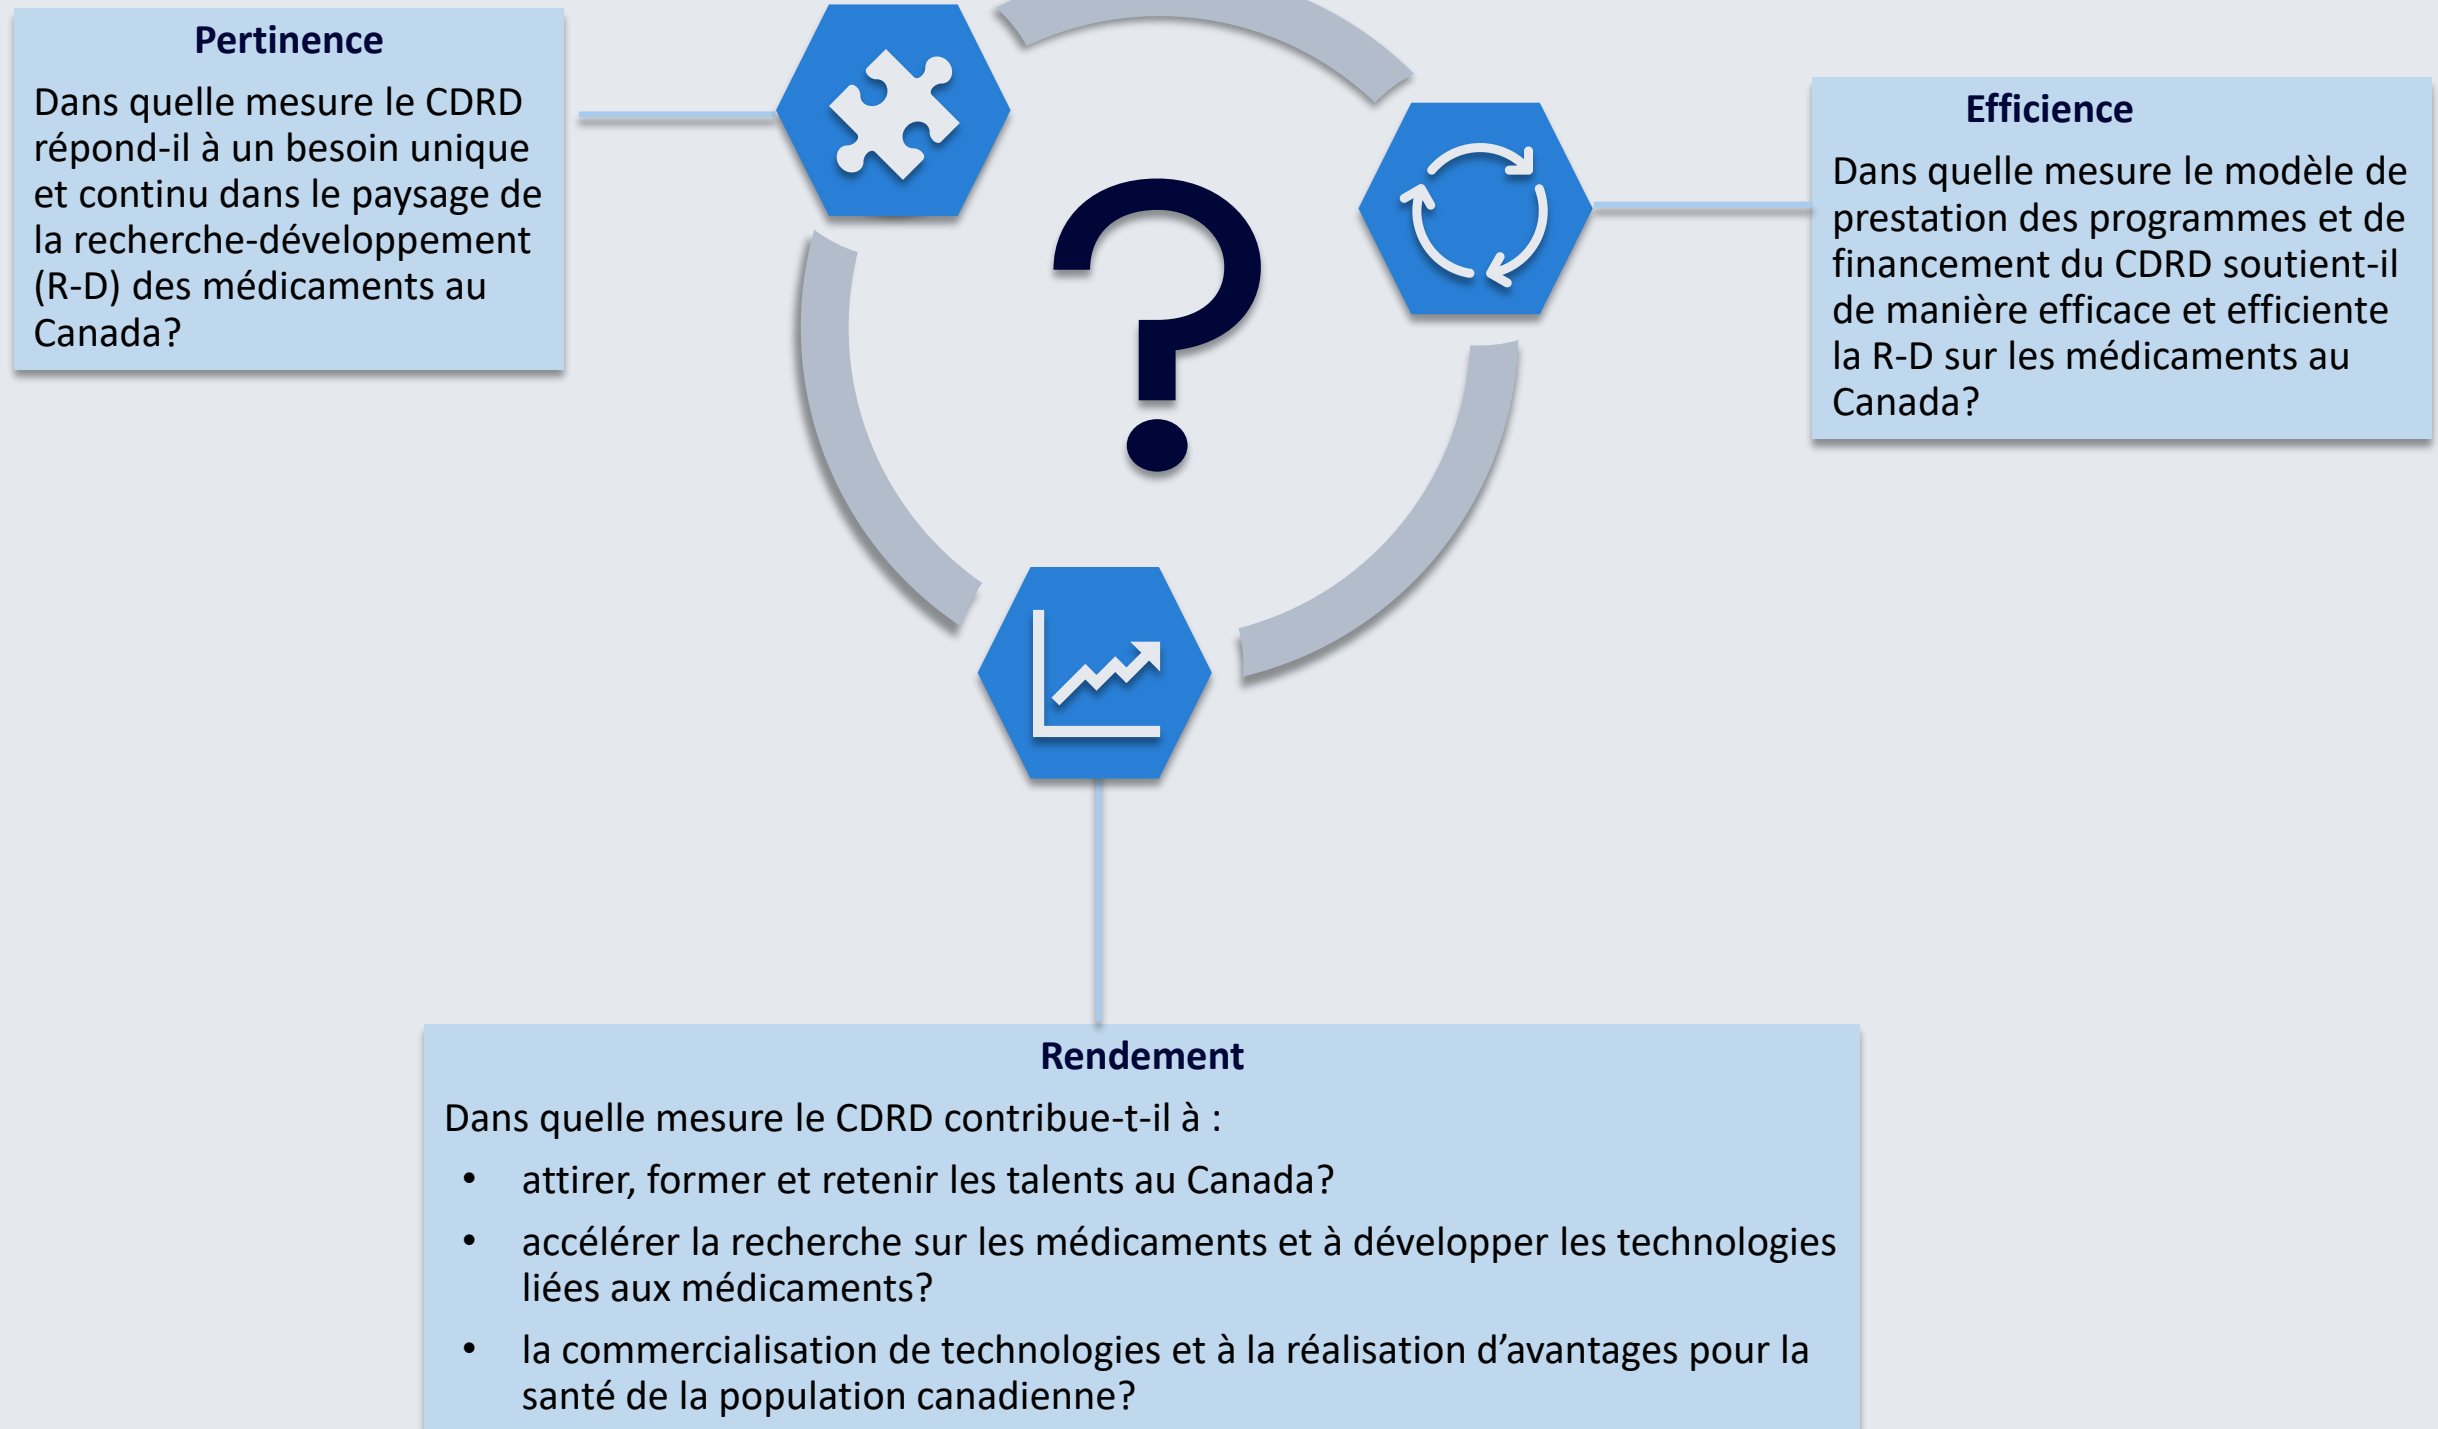 Pertinence
Dans quelle mesure le CDRD
répond-il à un besoin unique
et continu dans le paysage de
la recherche-développement
(R-D) des médicaments au
Canada?
?
Efficience
Dans quelle mesure le modèle de
prestation des programmes et de
financement du CDRD soutient-il
de manière efficace et efficiente
la R-D sur les médicaments au
Canada?
Rendement
Dans quelle mesure le CDRD contribue-t-il à :
• attirer, former et retenir les talents au Canada?
• accélérer la recherche sur les médicaments et à développer les technologies
liées aux médicaments?
• la commercialisation de technologies et à la réalisation d’avantages pour la
santé de la population canadienne?